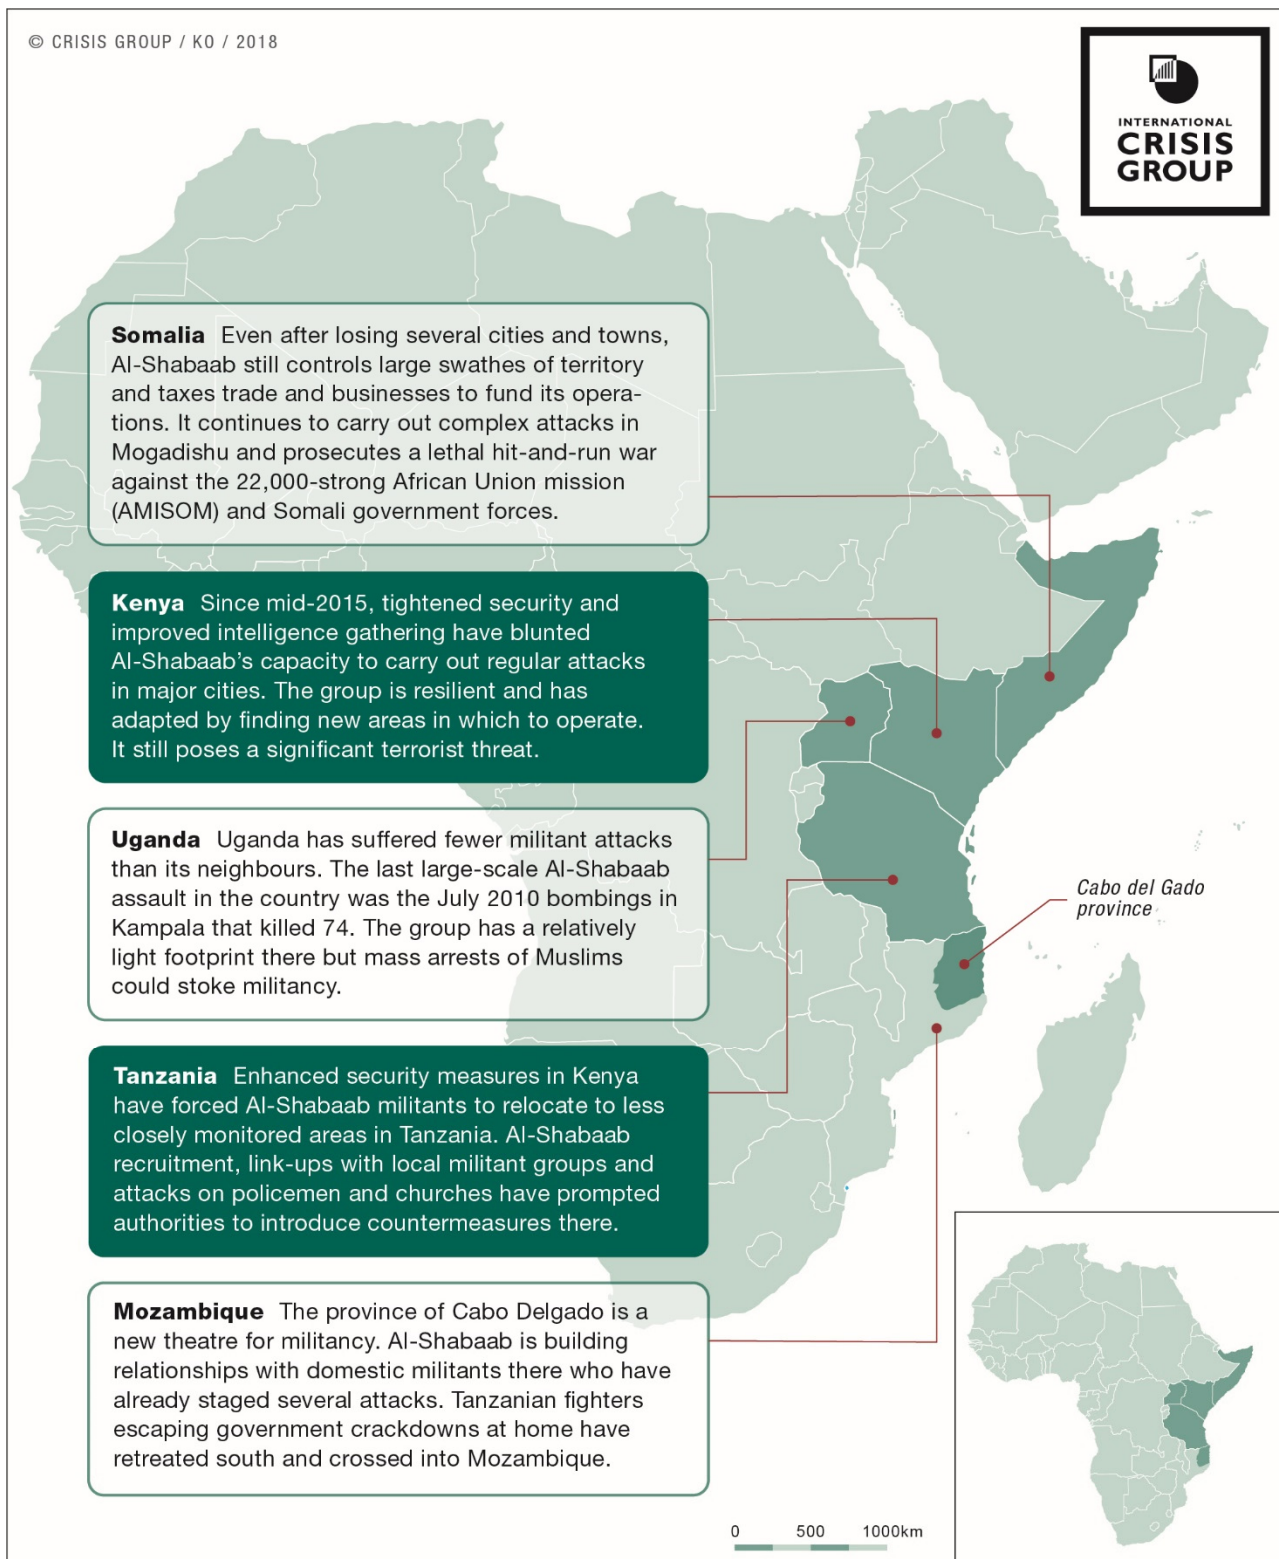 © CRISIS GROUP / KO / 2018
INTERNATIONAL
CRISIS
GROUP
Somalia Even after losing several cities and towns,
Al-Shabaab still controls large swathes of territory
and taxes trade and businesses to fund its opera-
tions. It continues to carry out complex attacks in
Mogadishu and prosecutes a lethal hit-and-run war
against the 22,000-strong African Union mission
(AMISOM) and Somali government forces.
Kenya Since mid-2015, tightened security and
improved intelligence gathering have blunted
Al-Shabaab’s capacity to carry out regular attacks
in major cities. The group is resilient and has
adapted by finding new areas in which to operate.
It still poses a significant terrorist threat.
Uganda Uganda has suffered fewer militant attacks
than its neighbours. The last large-scale Al-Shabaab
assault in the country was the July 2010 bombings in
Kampala that killed 74. The group has a relatively
light footprint there but mass arrests of Muslims
could stoke militancy.
Cabo del Gado
province
Tanzania Enhanced security measures in Kenya
have forced Al-Shabaab militants to relocate to less
closely monitored areas in Tanzania. Al-Shabaab
recruitment, link-ups with local militant groups and
attacks on policemen and churches have prompted
authorities to introduce countermeasures there.
Mozambique The province of Cabo Delgado is a
new theatre for militancy. Al-Shabaab is building
relationships with domestic militants there who have
already staged several attacks. Tanzanian fighters
escaping government crackdowns at home have
retreated south and crossed into Mozambique.
0 500 1000km